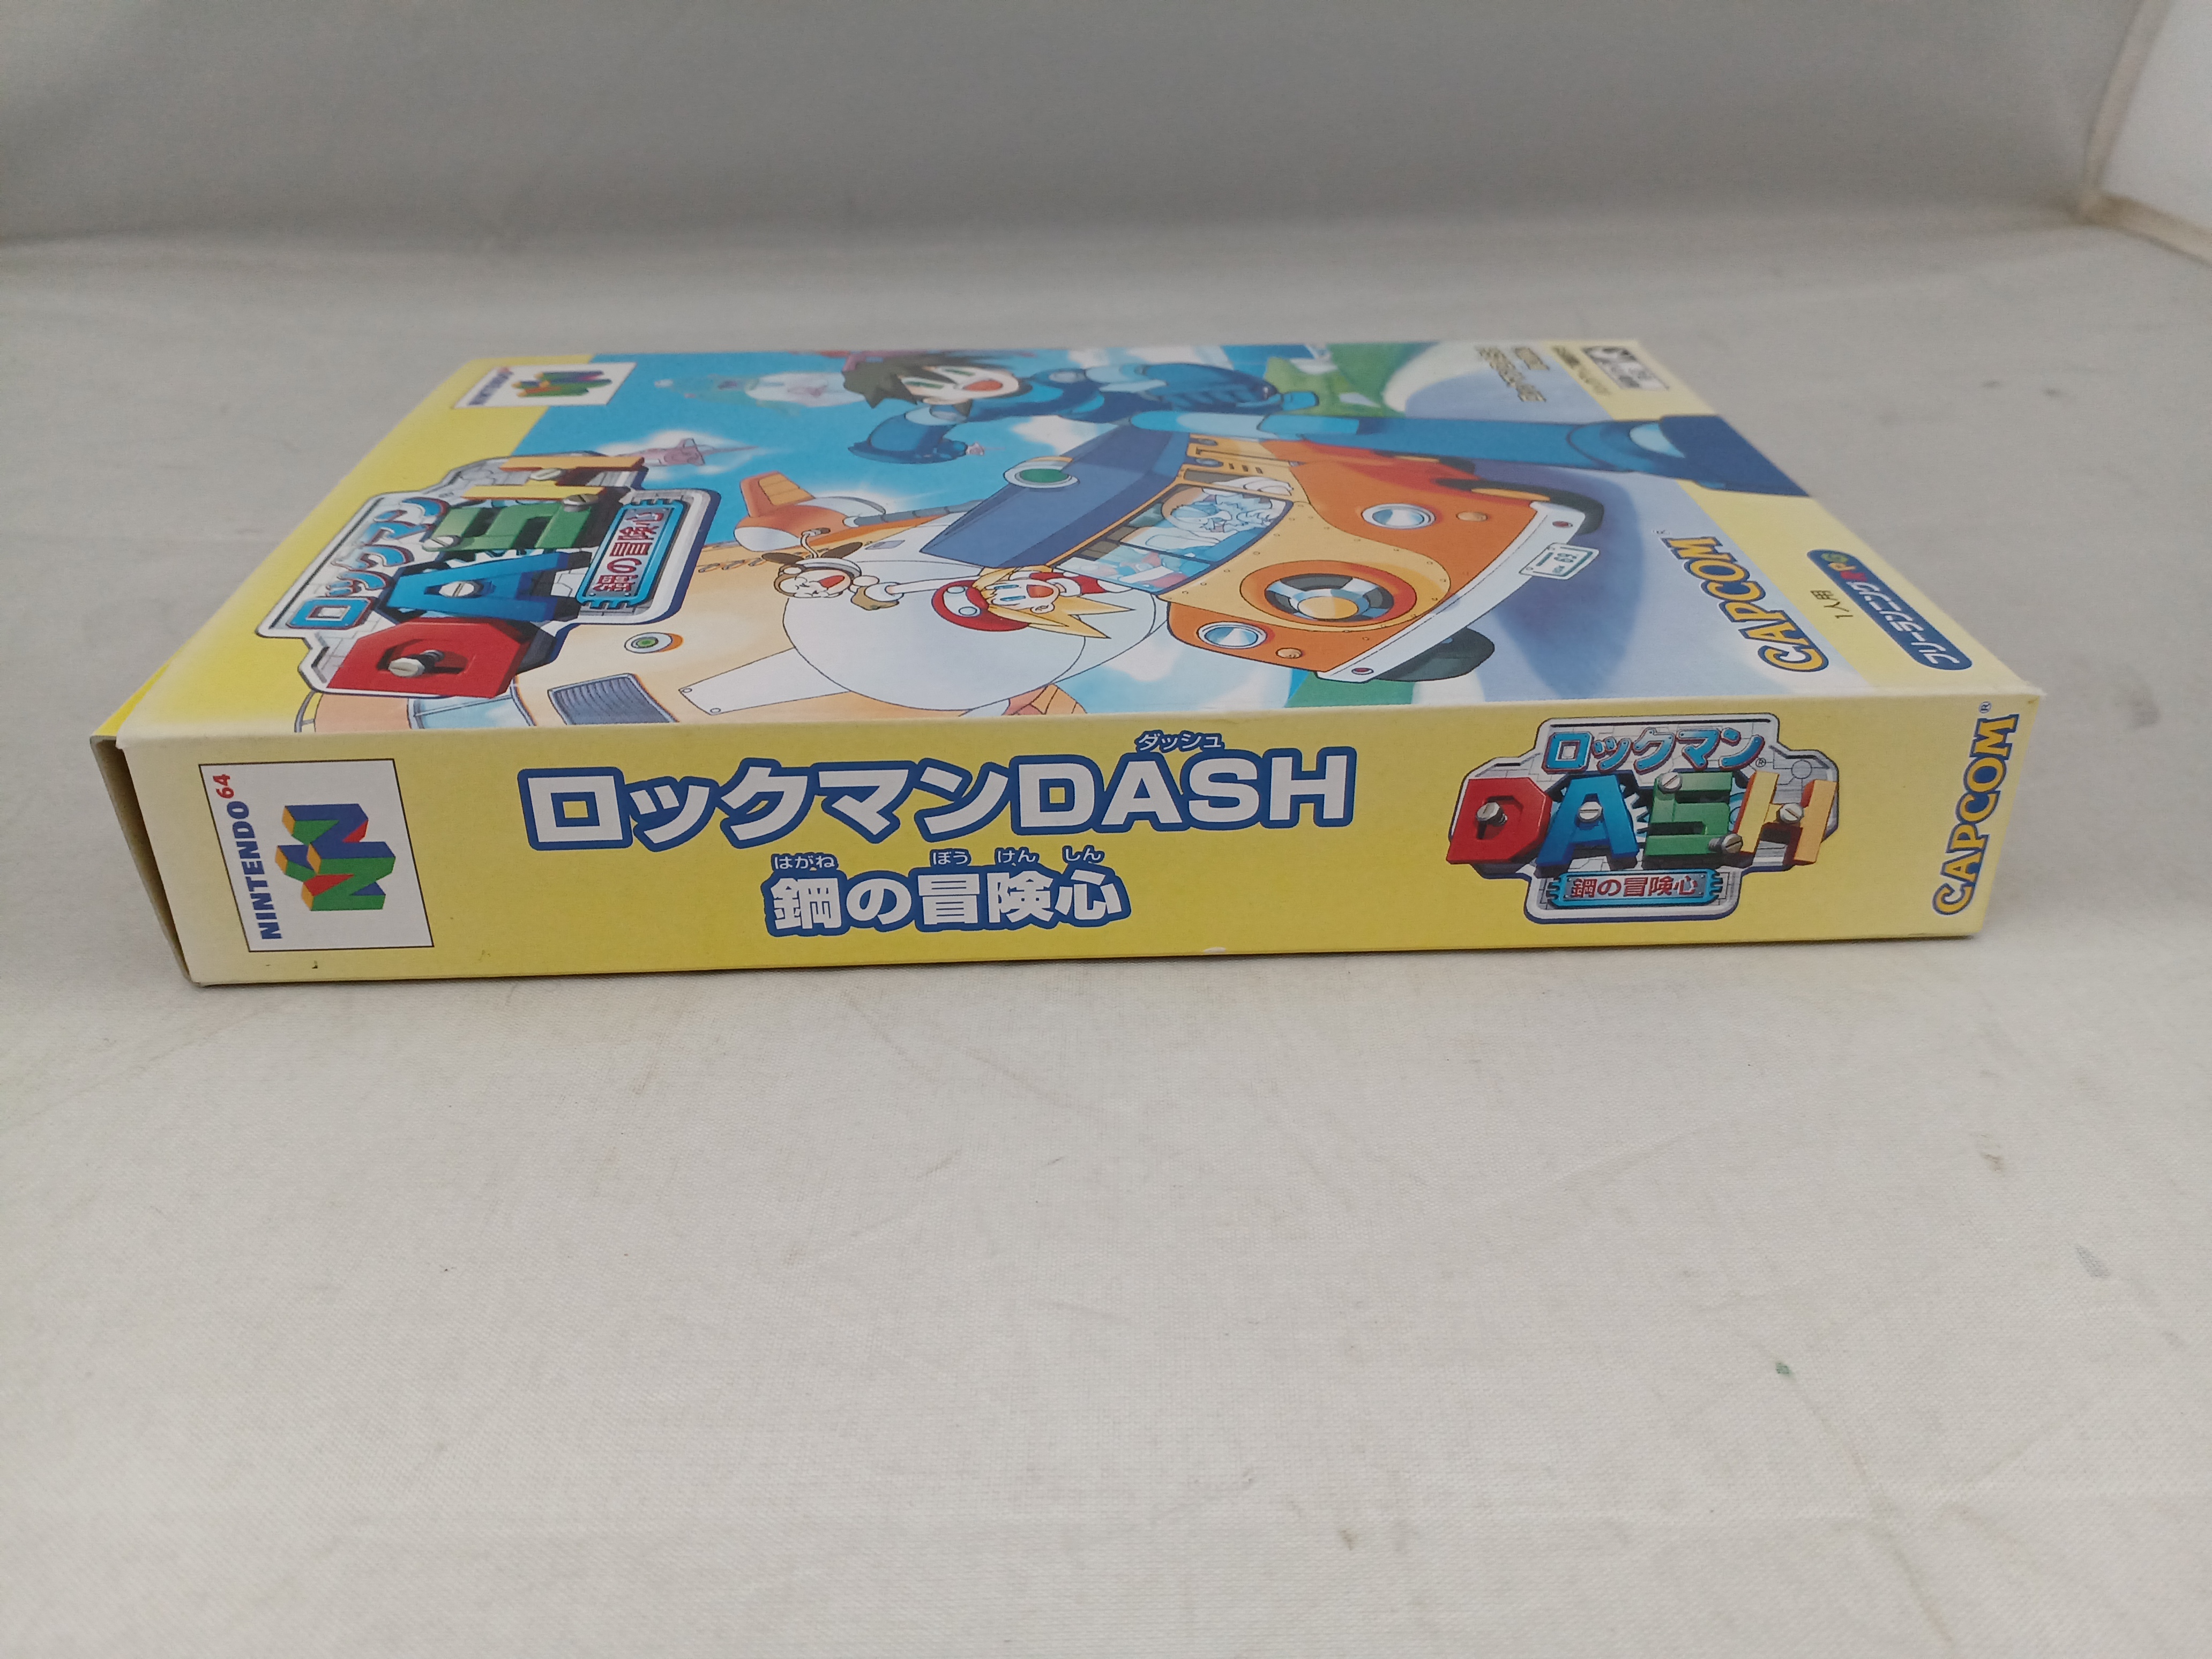 NINTENDO64
ロックマン
DASH
鋼の冒険心
CAPCOM®
1人用
フリーランニングRPG
NINTENDO64
ダッシュ
ロックマンDASH
はがね ぼう けん しん
鋼の冒険心
ロックマン®
DASH
鋼の冒険心
CAPCOM®